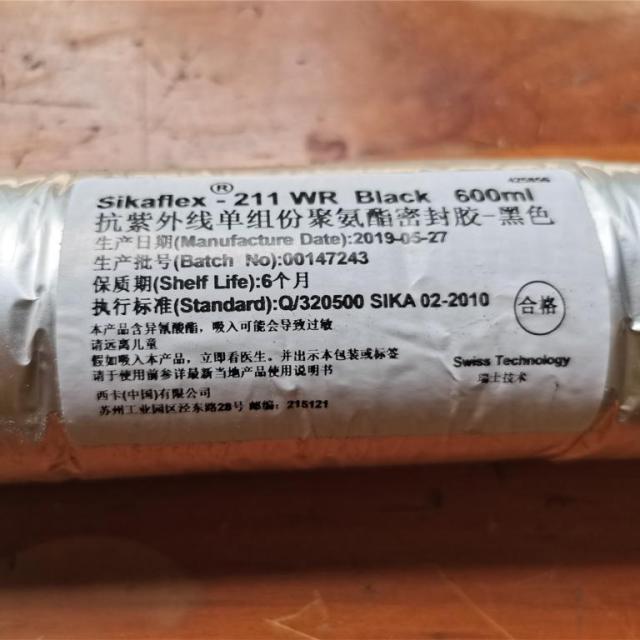 425856
Sikaflex® - 211 WR Black 600ml
抗紫外线单组份聚氨酯密封胶-黑色
生产日期(Manufacture Date):2019-05-27
生产批号(Batch No):00147243
保质期(Shelf Life):6个月
执行标准(Standard):Q/320500 SIKA 02-2010
合格
本产品含异氰酸酯，吸入可能会导致过敏
请远离儿童
假如吸入本产品，立即看医生。并出示本包装或标签
请于使用前参详最新当地产品使用说明书
Swiss Technology
瑞士技术
西卡(中国)有限公司
苏州工业园区泾东路28号 邮编：215121